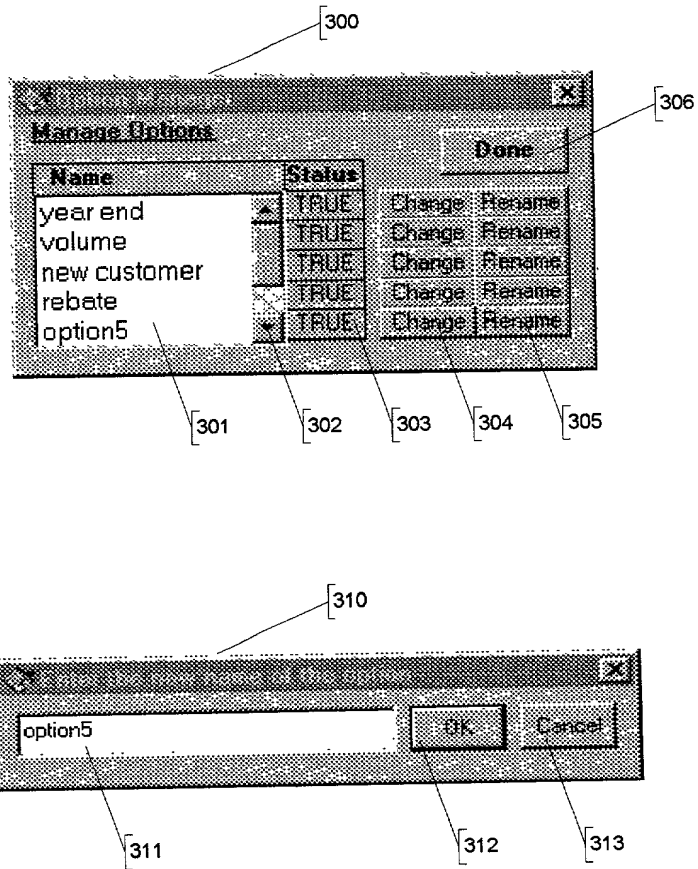 300
Manage Options
Done
306
Name Status
year end TRUE Change Rename
volume TRUE Change Rename
new customer TRUE Change Rename
rebate TRUE Change Rename
option5 TRUE Change Rename
301 302 303 304 305
310
option5 OK Cancel
311 312 313